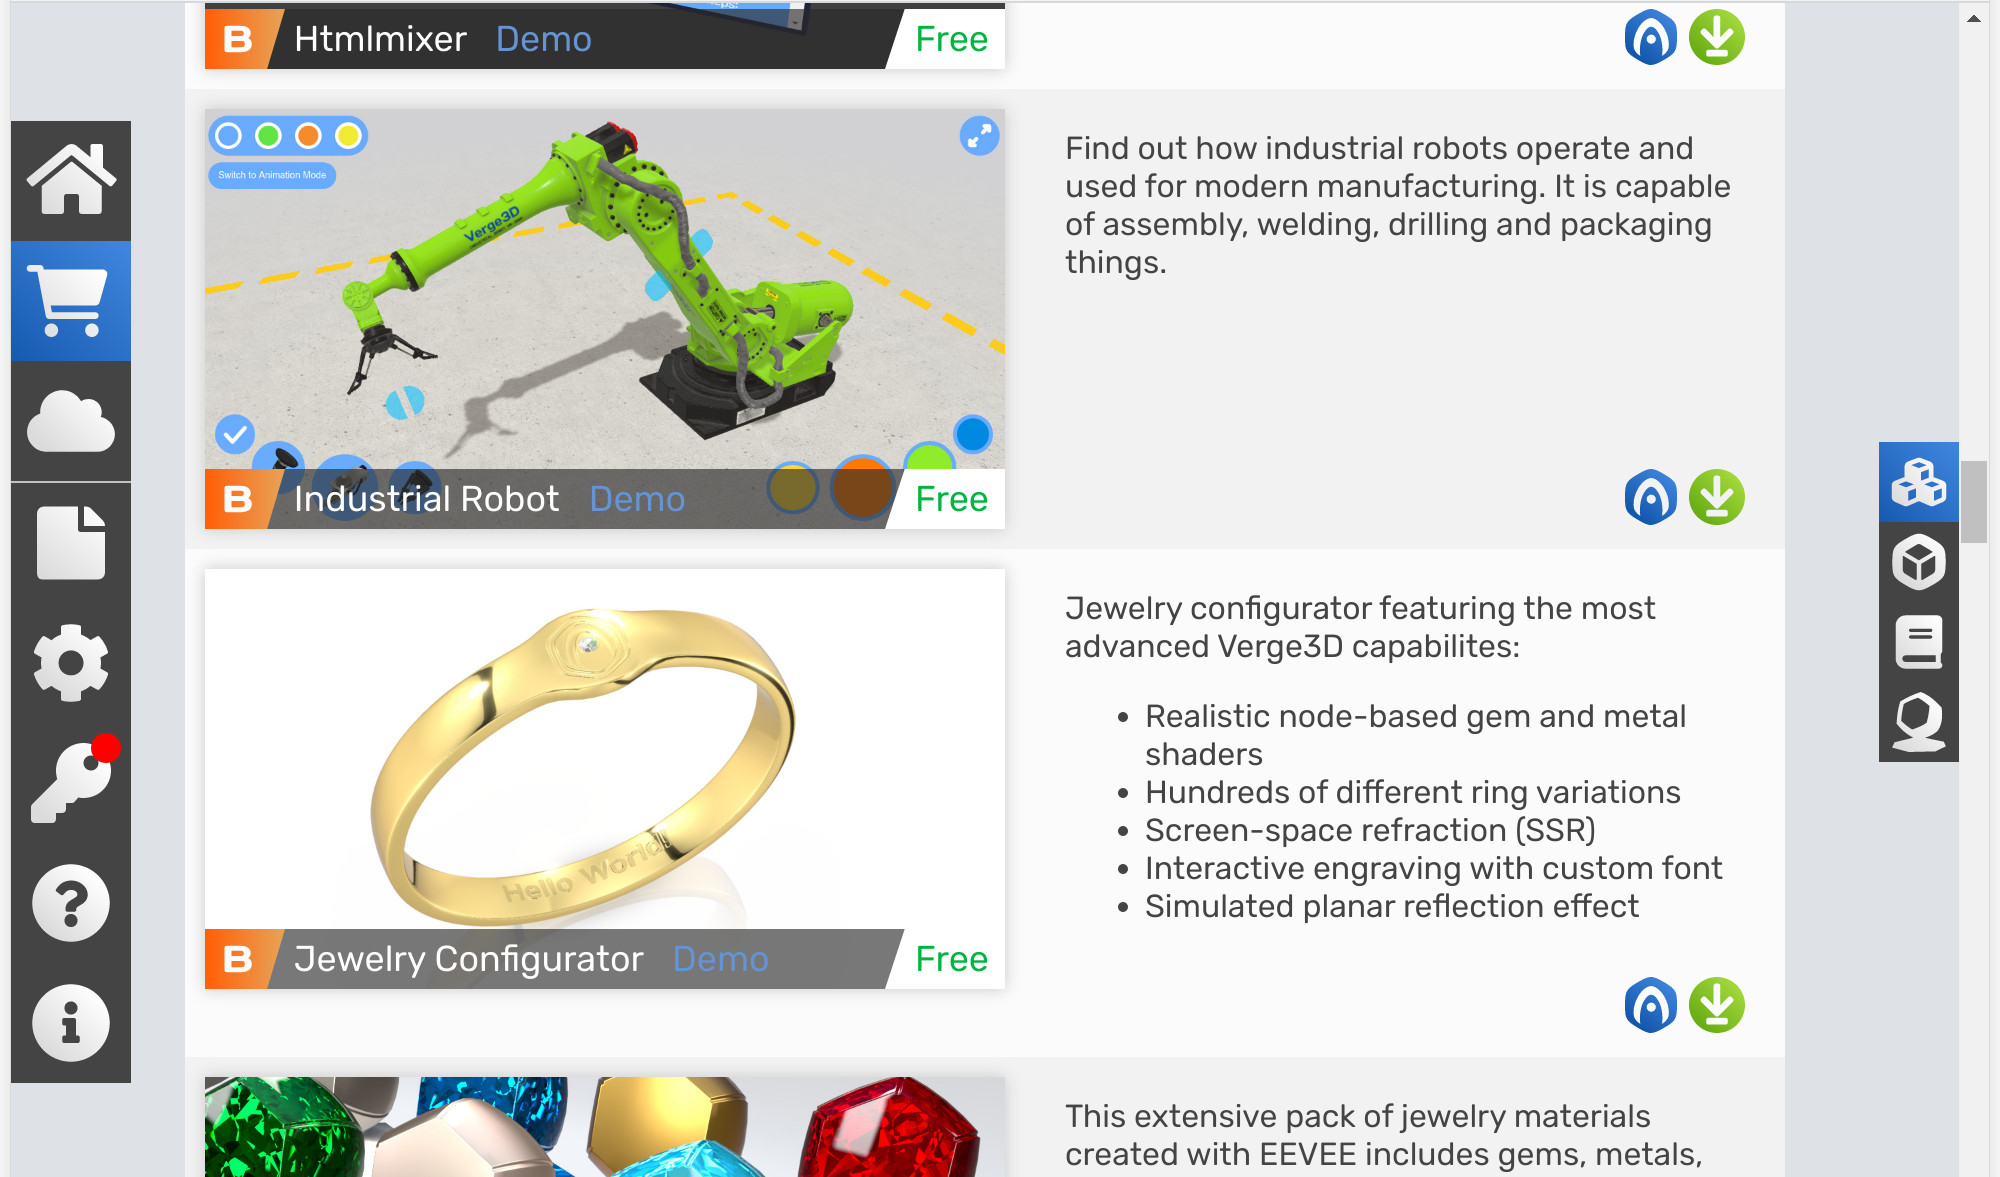 B Htmlmixer Demo Free
Switch to Animation Mode
Verge3D
B Industrial Robot Demo Free
Find out how industrial robots operate and
used for modern manufacturing. It is capable
of assembly, welding, drilling and packaging
things.
Hello World!
B Jewelry Configurator Demo Free
Jewelry configurator featuring the most
advanced Verge3D capabilites:
• Realistic node-based gem and metal
shaders
• Hundreds of different ring variations
• Screen-space refraction (SSR)
• Interactive engraving with custom font
• Simulated planar reflection effect
This extensive pack of jewelry materials
created with EEVEE includes gems, metals,